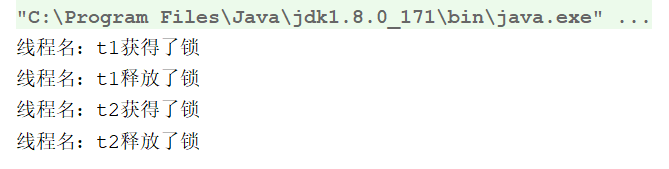 "C:\Program Files\Java\jdk1.8.0_171\bin\java.exe" ...
线程名：t1获得了锁
线程名：t1释放了锁
线程名：t2获得了锁
线程名：t2释放了锁